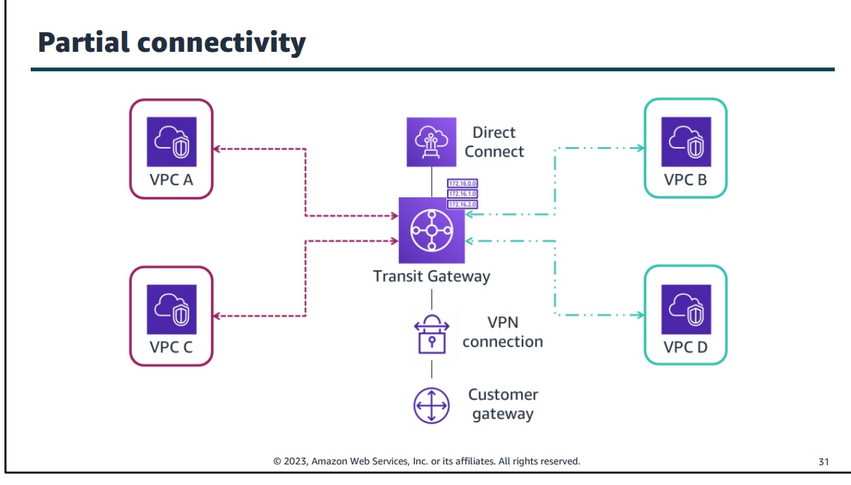 Partial connectivity
VPC A
Direct
Connect
VPC B
172.16.0.0
172.16.1.0
172.16.2.0
Transit Gateway
VPC C
VPN
connection
VPC D
Customer
gateway
© 2023, Amazon Web Services, Inc. or its affiliates. All rights reserved.
31